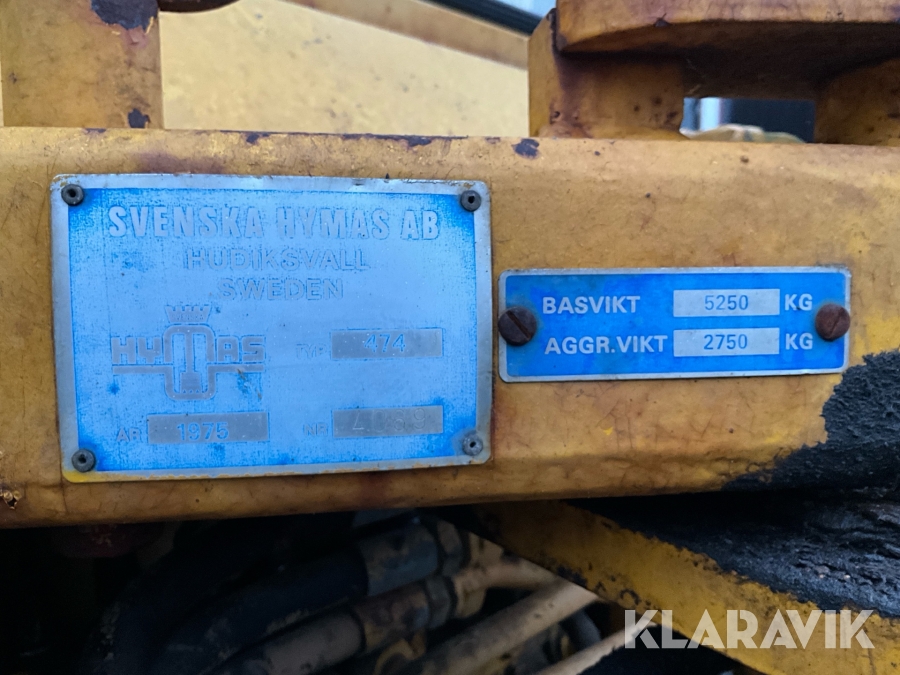 SVENSKA HYMAS AB
HUDIKSVALL
SWEDEN
HYMAS
TYP 474
ÅR 1975
NR
BASVIKT 5250 KG
AGGR.VIKT 2750 KG
KLARAVIK